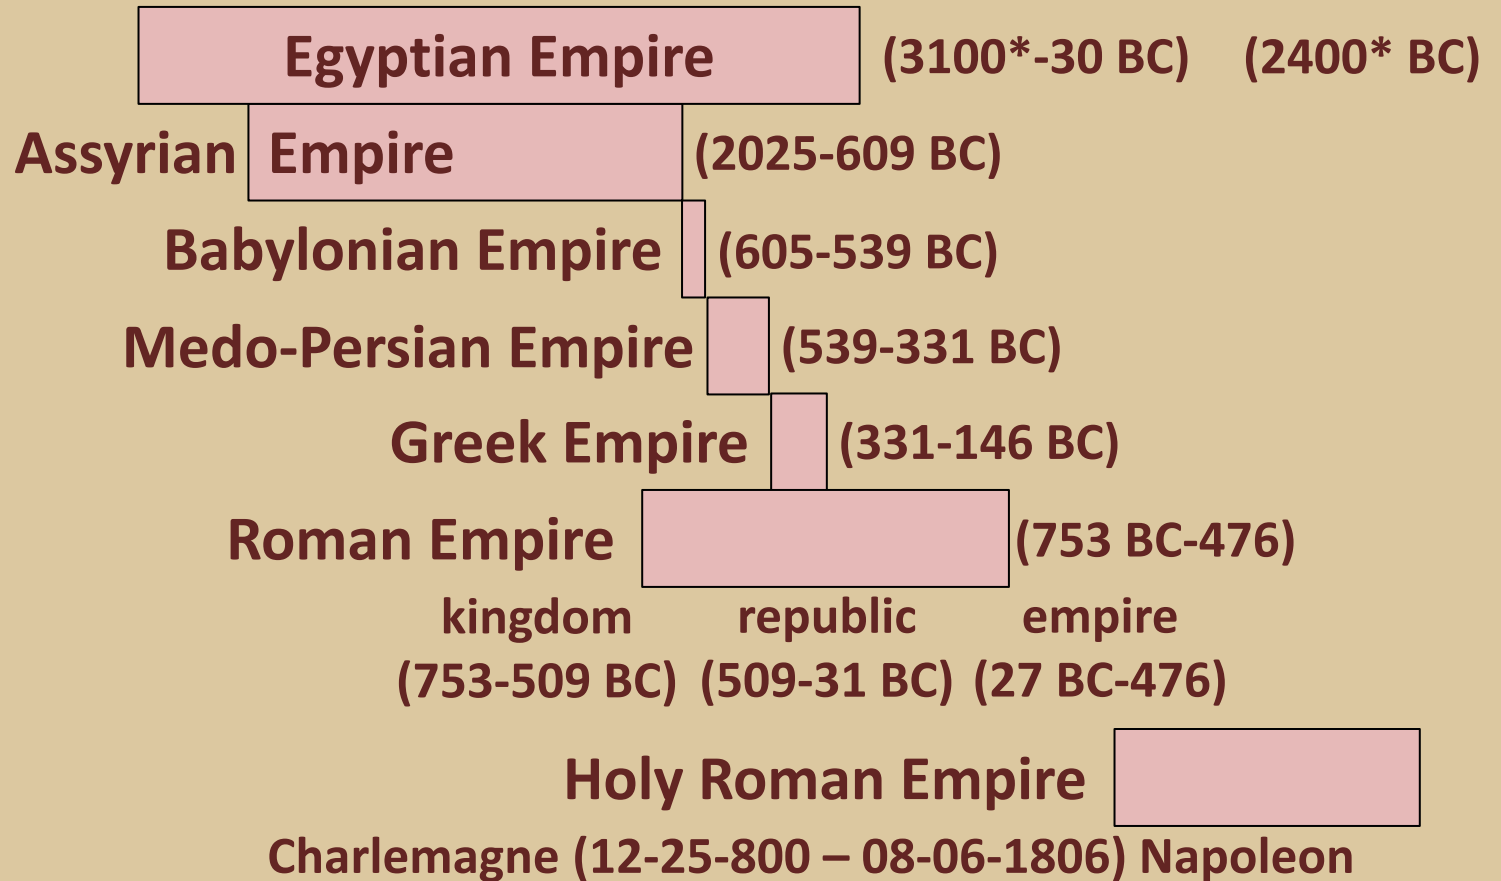 Egyptian Empire (3100*-30 BC) (2400* BC)
Assyrian Empire (2025-609 BC)
Babylonian Empire (605-539 BC)
Medo-Persian Empire (539-331 BC)
Greek Empire (331-146 BC)
Roman Empire (753 BC-476)
kingdom republic empire
(753-509 BC) (509-31 BC) (27 BC-476)
Holy Roman Empire
Charlemagne (12-25-800 – 08-06-1806) Napoleon